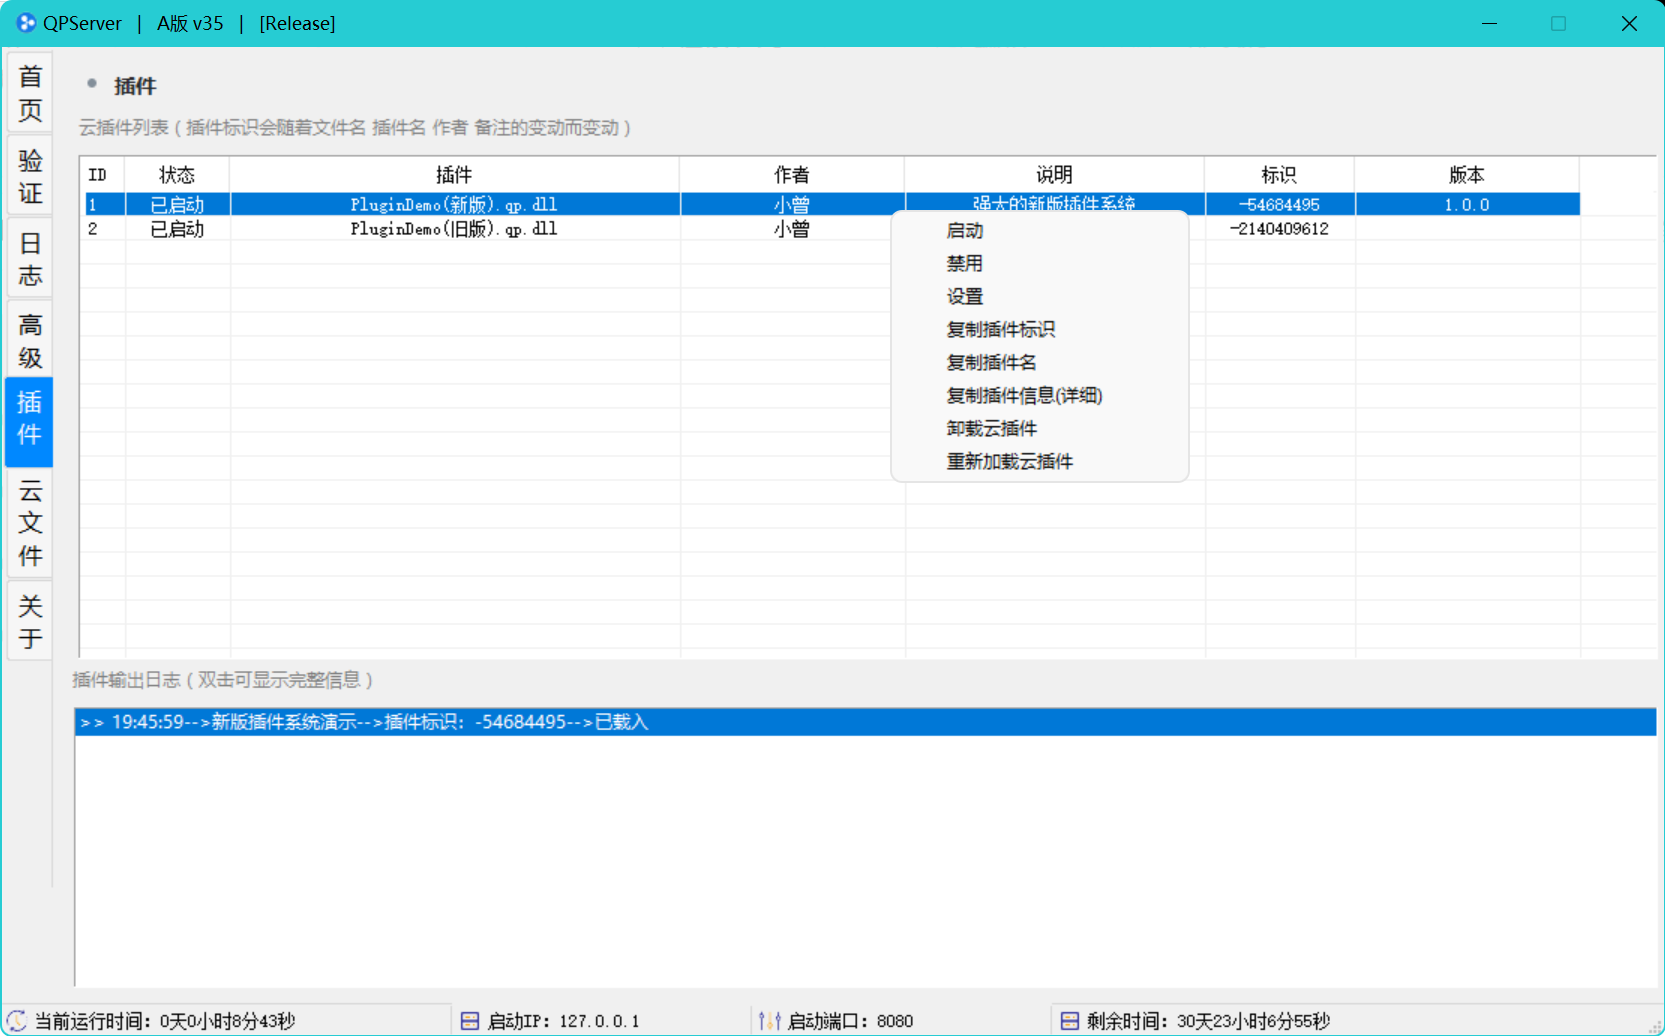 QPServer | A版 v35 | [Release]
首页
验证
日志
高级
插件
云文件
关于
插件
云插件列表（插件标识会随着文件名 插件名 作者 备注的变动而变动）
ID 状态 插件 作者 说明 标识 版本
1 已启动 PluginDemo(新版).qp.dll 小曾 强大的新版插件系统 -54684495 1.0.0
2 已启动 PluginDemo(旧版).qp.dll 小曾 -2140409612
启动
禁用
设置
复制插件标识
复制插件名
复制插件信息(详细)
卸载云插件
重新加载云插件
插件输出日志（双击可显示完整信息）
>> 19:45:59-->新版插件系统演示-->插件标识：-54684495-->已载入
当前运行时间：0天0小时8分43秒 启动IP：127.0.0.1 启动端口：8080 剩余时间：30天23小时6分55秒